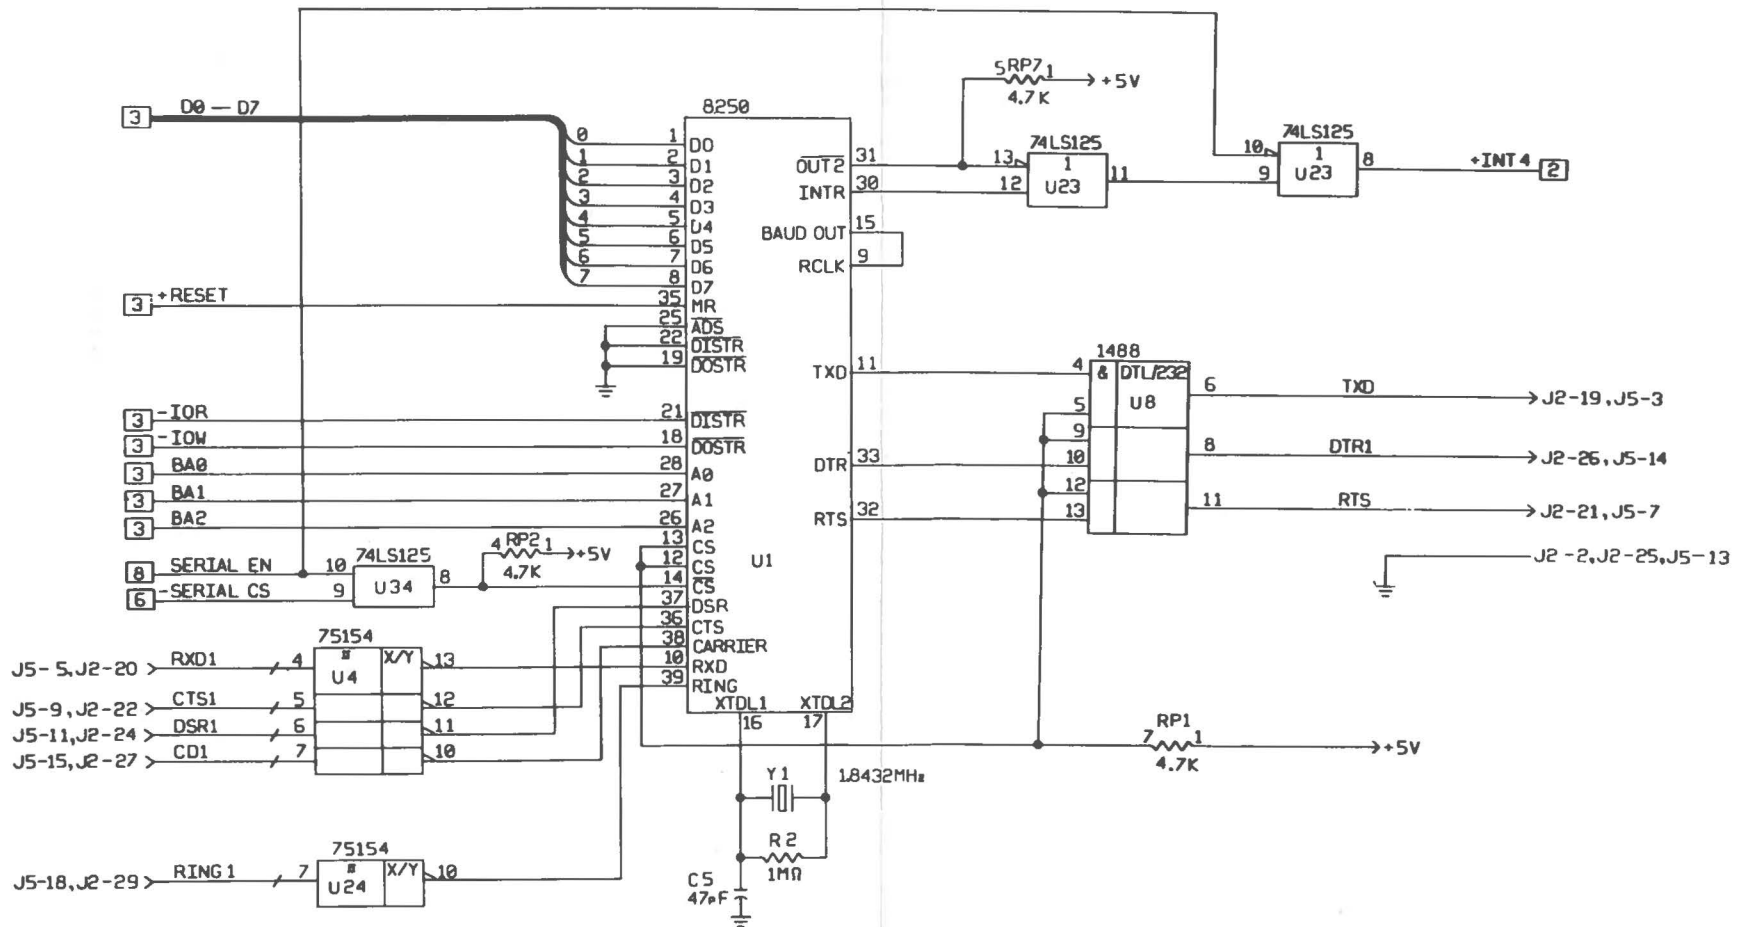 5 RP7 1
+5V
4.7K
3 D0 — D7
8250
74LS125
74LS125
0 1 D0
1 2 D1
2 3 D2
3 4 D3
4 5 D4
5 6 D5
6 7 D6
7 8 D7
OUT2 31
13 1
12 U23 11
INTR 30
10 1
9 U23 8
+INT4 2
BAUD OUT 15
RCLK 9
3 +RESET 35 MR
25 ADS
22 DISTR
19 DOSTR
1488
TXD 11
4 & DTL/232 6 TXD J2-19,J5-3
5 U8
3 -IOR 21 DISTR
3 -IOW 18 DOSTR
9
8 DTR1 J2-26,J5-14
3 BA0 28 A0
DTR 33 10
3 BA1 27 A1
12
11 RTS J2-21,J5-7
3 BA2 26 A2
RTS 32 13
13 CS
12 CS
14 CS
74LS125
4 RP2 1 +5V
4.7K
U1
J2-2,J2-25,J5-13
8 SERIAL EN 10
U34 8
6 -SERIAL CS 9
37 DSR
36 CTS
38 CARRIER
10 RXD
39 RING
75154
J5-5,J2-20 RXD1 4 # X/Y 13
U4
J5-9,J2-22 CTS1 5 12
J5-11,J2-24 DSR1 6 11
J5-15,J2-27 CD1 7 10
XTDL1 XTDL2
16 17
RP1
7 1 +5V
4.7K
Y1 1.8432MHz
R2
1MΩ
75154
J5-18,J2-29 RING1 7 # X/Y 10
U24
C5
47pF